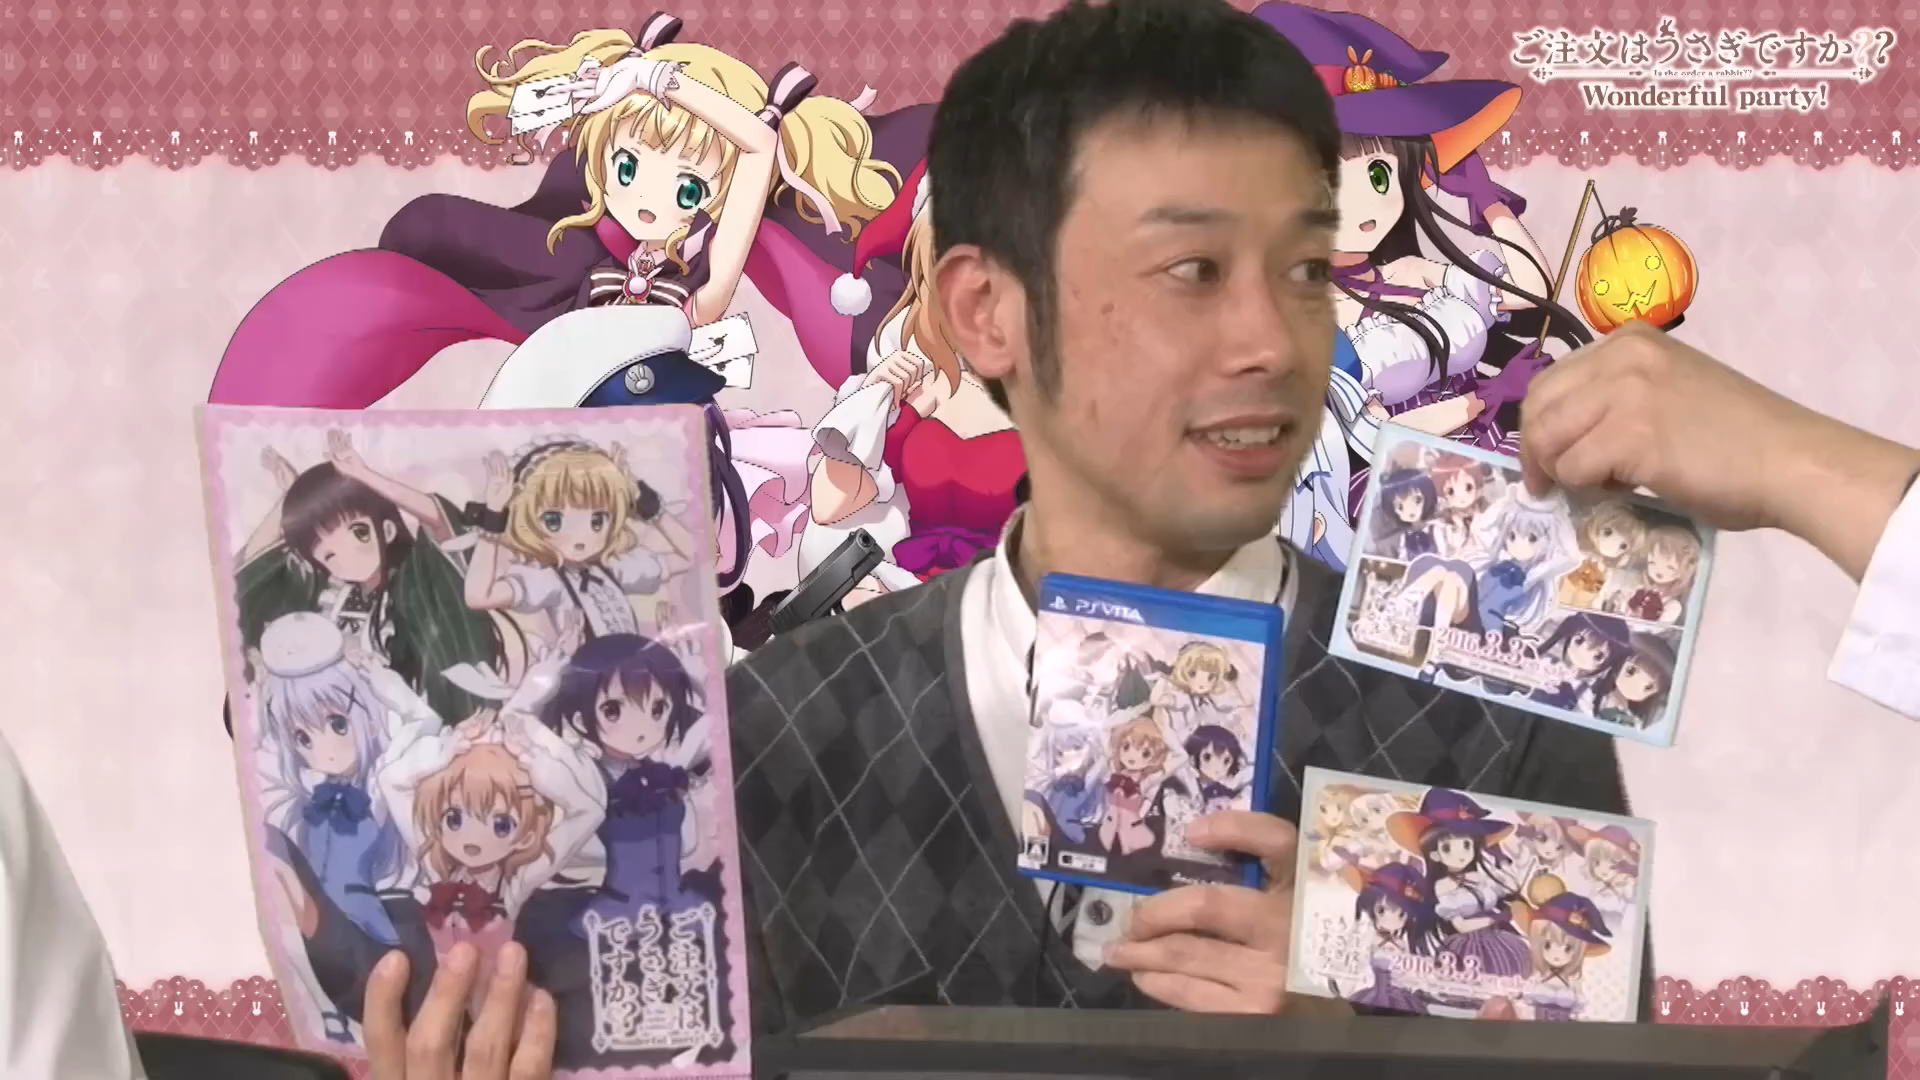 ご注文はうさぎですか??
Is the order a rabbit??
Wonderful party!
PS VITA
ご注文は
うさぎ
ですか?
Wonderful party!
2016.3.3
2016.3.3